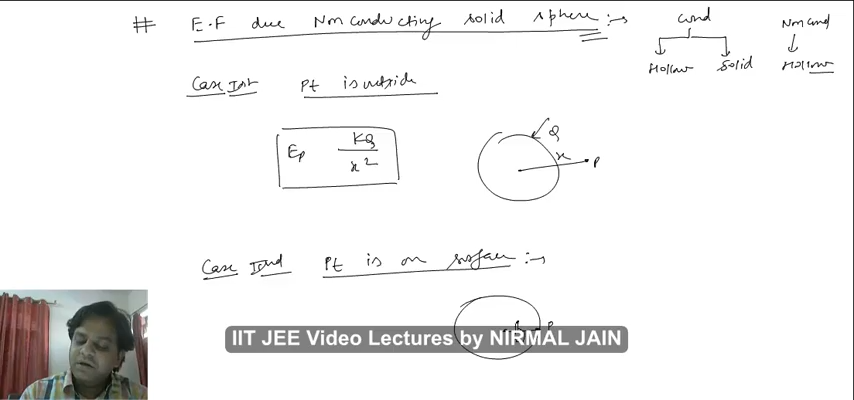 # E.F due Non conducting solid sphere :→
Cond
Hollow Solid
Non cond
Hollow
Case Ist Pt is outside
Ep KQ/x²
Q
x
P
Case IInd Pt is on surface :→
P
IIT JEE Video Lectures by NIRMAL JAIN